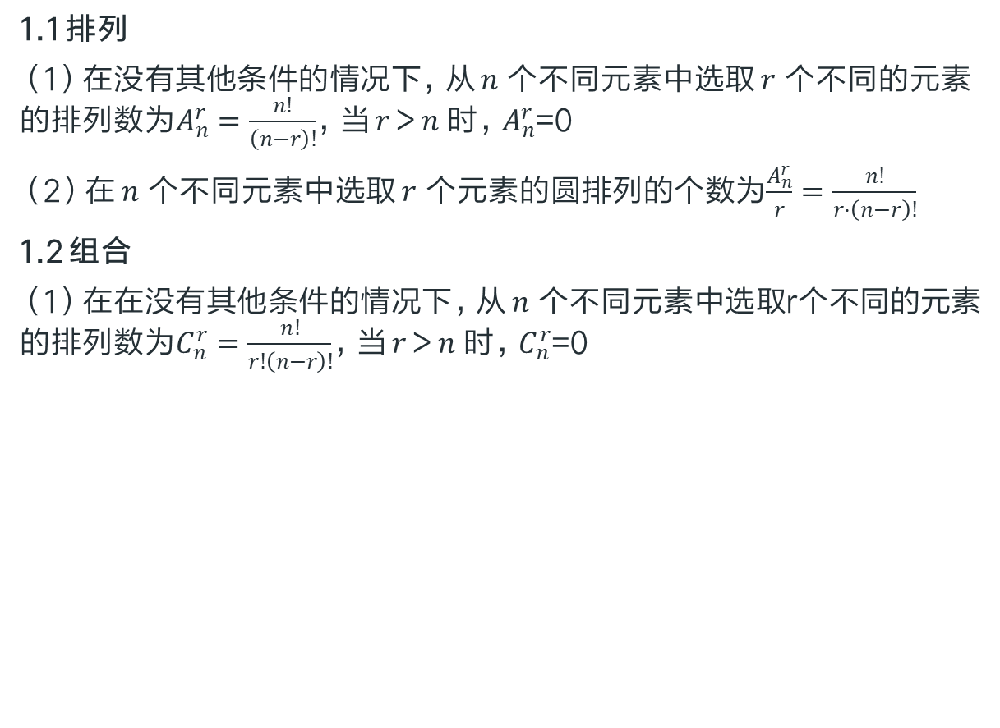 1.1排列
（1）在没有其他条件的情况下，从 $n$ 个不同元素中选取 $r$ 个不同的元素
的排列数为$A_n^r = \frac{n!}{(n-r)!}$，当 $r > n$ 时，$A_n^r$=0
（2）在 $n$ 个不同元素中选取 $r$ 个元素的圆排列的个数为$\frac{A_n^r}{r} = \frac{n!}{r \cdot (n-r)!}$
1.2组合
（1）在在没有其他条件的情况下，从 $n$ 个不同元素中选取r个不同的元素
的排列数为$C_n^r = \frac{n!}{r!(n-r)!}$，当 $r > n$ 时，$C_n^r$=0